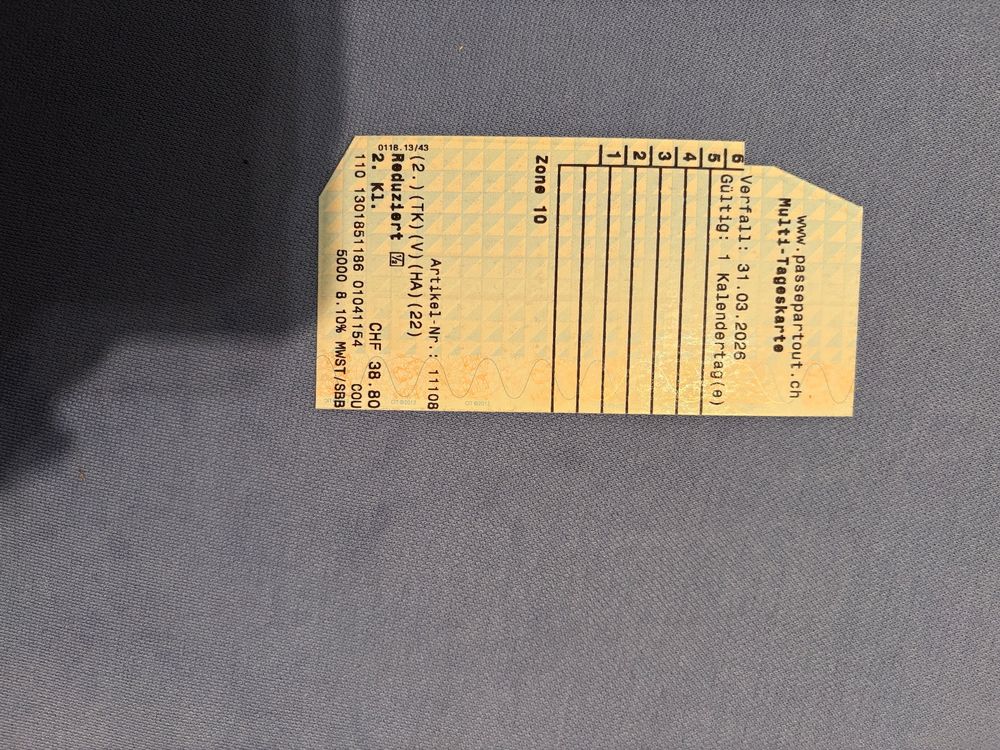 www.passepartout.ch
Multi-Tageskarte
Verfall: 31.03.2026
Gültig: 1 Kalendertag(e)
6
5
4
3
2
1
Zone 10
Artikel-Nr.: 11108
(2.)(TK)(V)(HA)(22)
0118.13/43
Reduziert ½
2. Kl. CHF 38.80
110 1301851186 01041154 COU
5000 8.10% MWST/SBB